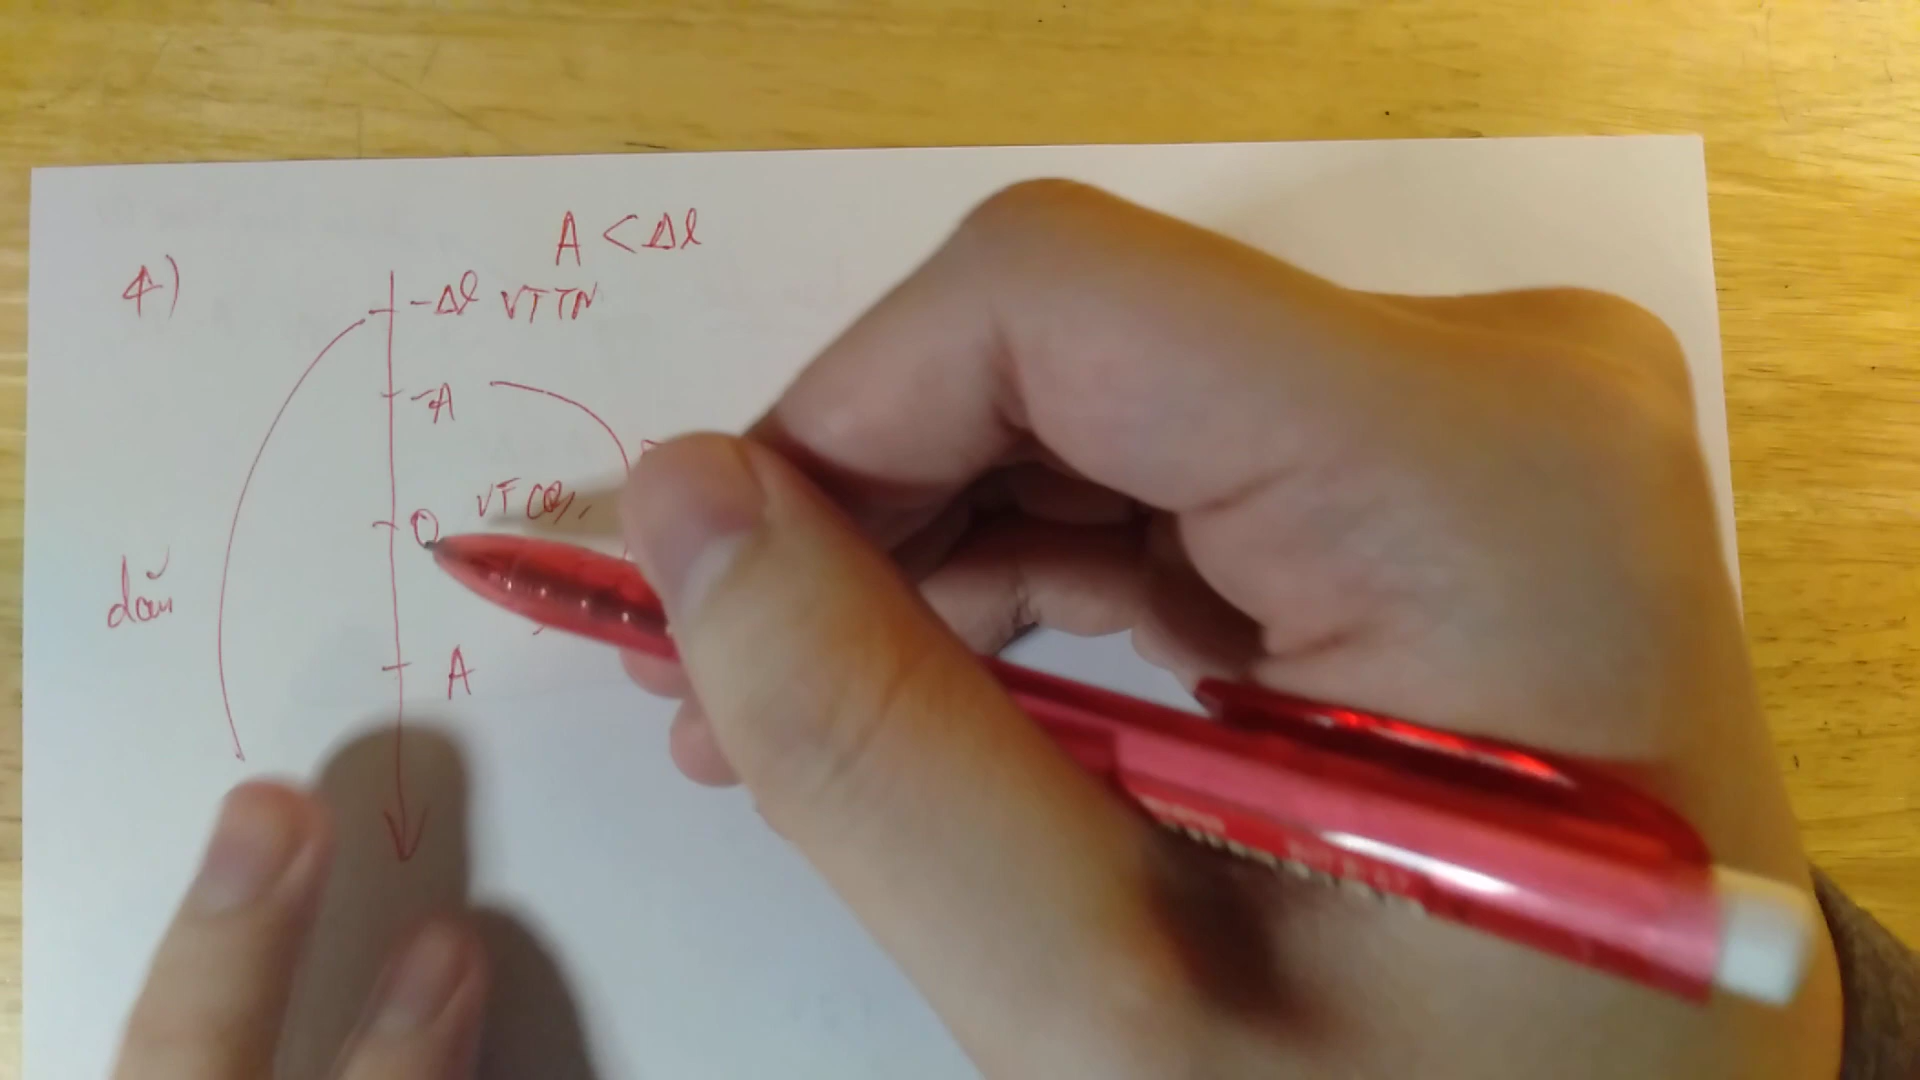 A < Δl
4)
-Δl VTTN
-A
VTCB
O
dãn
A